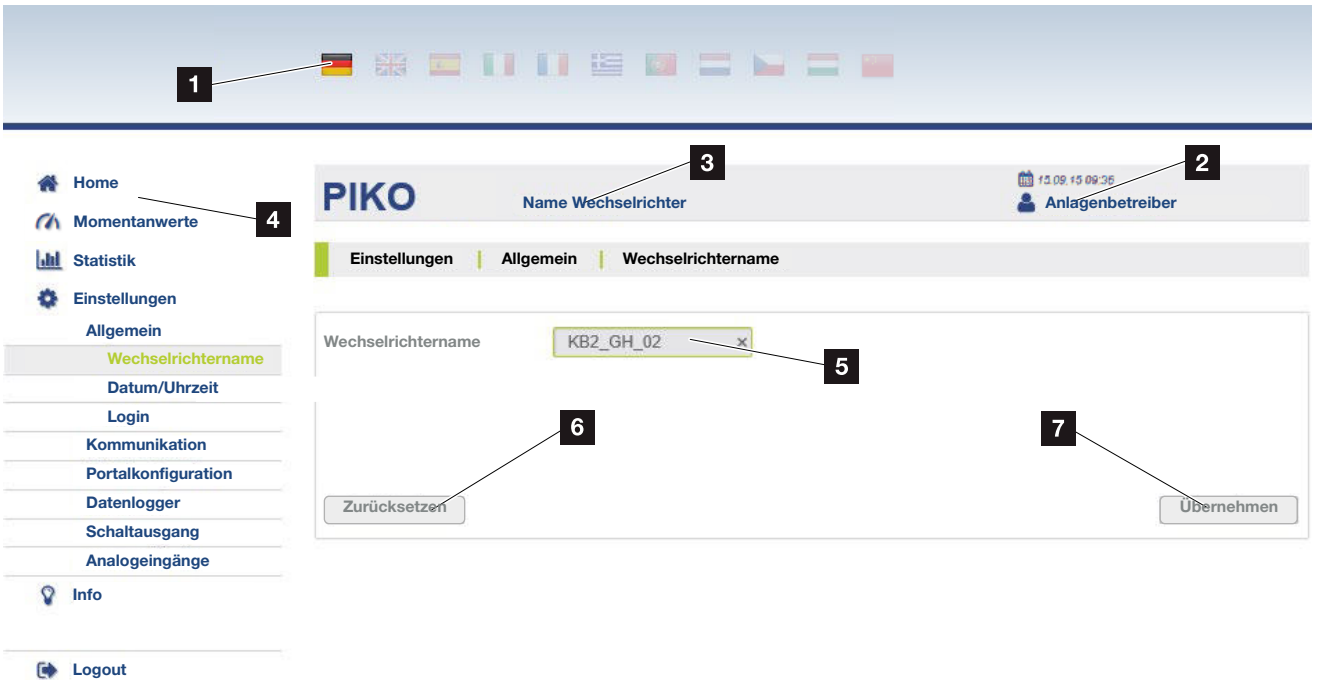 1
3
2
Home
PIKO
Name Wechselrichter
15.09.15 09:36
Anlagenbetreiber
4
Momentanwerte
Statistik
Einstellungen | Allgemein | Wechselrichtername
Einstellungen
Allgemein
Wechselrichtername
Datum/Uhrzeit
Login
Kommunikation
Portalkonfiguration
Datenlogger
Schaltausgang
Analogeingänge
Info
Logout
Wechselrichtername
KB2_GH_02 ×
5
6
7
Zurücksetzen
Übernehmen